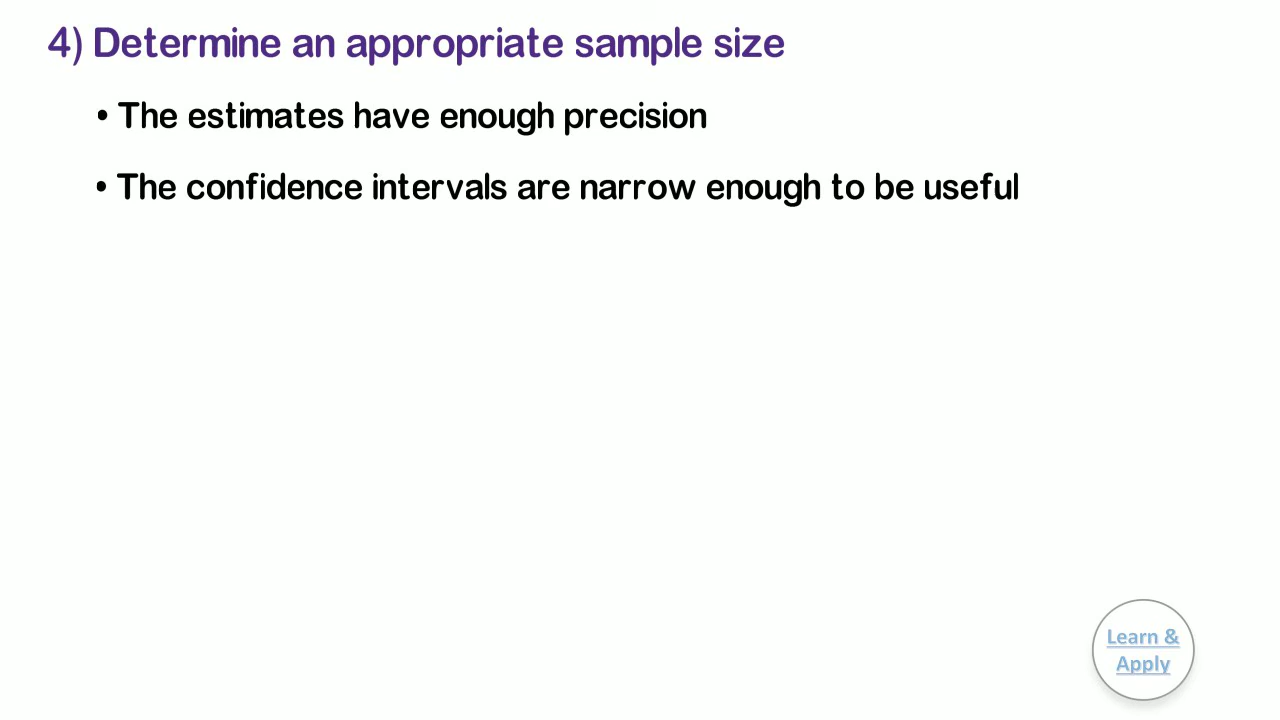 4) Determine an appropriate sample size
• The estimates have enough precision
• The confidence intervals are narrow enough to be useful
Learn &
Apply